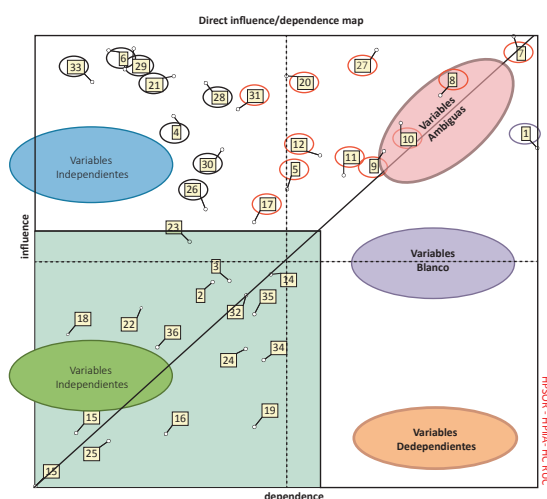 Direct influence/dependence map
7
6
33
29
27
8
21
20
28
31
Variables
Ambiguas
4
1
10
12
11
Variables
Independientes
30
5
9
26
17
23
influence
Variables
Blanco
3
14
2
35
32
18
22
36
34
24
Variables
Independientes
15
16
19
Variables
Dedependientes
25
15
dependence